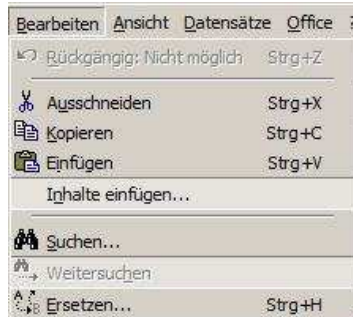 Bearbeiten Ansicht Datensätze Office
Rückgängig: Nicht möglich Strg+Z
Ausschneiden Strg+X
Kopieren Strg+C
Einfügen Strg+V
Inhalte einfügen...
Suchen...
Weitersuchen
Ersetzen... Strg+H